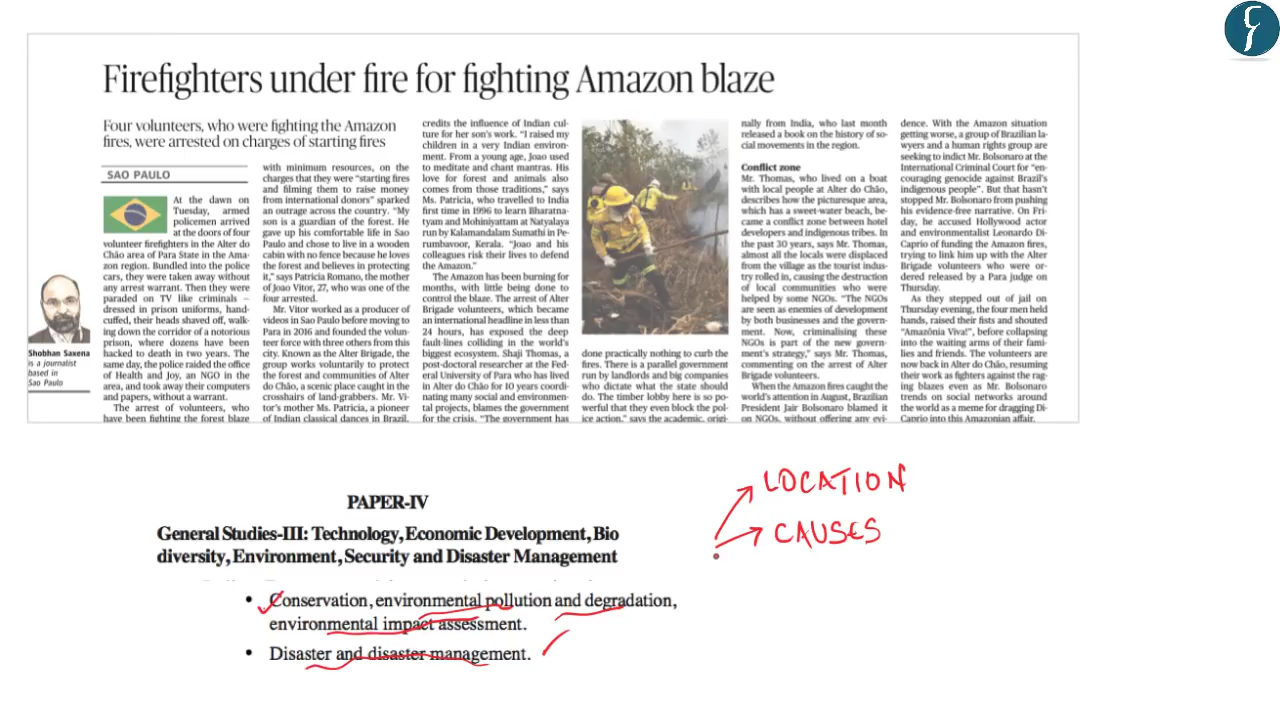 Firefighters under fire for fighting Amazon blaze
Four volunteers, who were fighting the Amazon
fires, were arrested on charges of starting fires
SAO PAULO
At the dawn on
Tuesday, armed
policemen arrived
at the doors of four
volunteer firefighters in the Alter do
Chão area of Para State in the Ama-
zon region. Bundled into the police
cars, they were taken away without
any arrest warrant. Then they were
paraded on TV like criminals –
dressed in prison uniforms, hand-
cuffed, their heads shaved off, walk-
ing down the corridor of a notorious
prison, where dozens have been
hacked to death in two years. The
same day, the police raided the office
of Health and Joy, an NGO in the
area, and took away their computers
and papers, without a warrant.
The arrest of volunteers, who
have been fighting the forest blaze
Shobhan Saxena
is a journalist
based in
Sao Paulo
with minimum resources, on the
charges that they were “starting fires
and filming them to raise money
from international donors” sparked
an outrage across the country. “My
son is a guardian of the forest. He
gave up his comfortable life in Sao
Paulo and chose to live in a wooden
cabin with no fence because he loves
the forest and believes in protecting
it,” says Patricia Romano, the mother
of Joao Vitor, 27, who was one of the
four arrested.
Mr. Vitor worked as a producer of
videos in Sao Paulo before moving to
Para in 2016 and founded the volun-
teer force with three others from this
city. Known as the Alter Brigade, the
group works voluntarily to protect
the forest and communities of Alter
do Chão, a scenic place caught in the
crosshairs of land-grabbers. Mr. Vi-
tor’s mother Ms. Patricia, a pioneer
of Indian classical dances in Brazil,
credits the influence of Indian cul-
ture for her son’s work. “I raised my
children in a very Indian environ-
ment. From a young age, Joao used
to meditate and chant mantras. His
love for forest and animals also
comes from those traditions,” says
Ms. Patricia, who travelled to India
first time in 1996 to learn Bharatna-
tyam and Mohiniyattam at Natyalaya
run by Kalamandalam Sumathi in Pe-
rumbavoor, Kerala. “Joao and his
colleagues risk their lives to defend
the Amazon.”
The Amazon has been burning for
months, with little being done to
control the blaze. The arrest of Alter
Brigade volunteers, which became
an international headline in less than
24 hours, has exposed the deep
fault-lines colliding in the world’s
biggest ecosystem. Shaji Thomas, a
post-doctoral researcher at the Fed-
eral University of Para who has lived
in Alter do Chão for 10 years coordi-
nating many social and environmen-
tal projects, blames the government
for the crisis. “The government has
done practically nothing to curb the
fires. There is a parallel government
run by landlords and big companies
who dictate what the state should
do. The timber lobby here is so po-
werful that they even block the pol-
ice action,” says the academic, origi-
nally from India, who last month
released a book on the history of so-
cial movements in the region.
Conflict zone
Mr. Thomas, who lived on a boat
with local people at Alter do Chão,
describes how the picturesque area,
which has a sweet-water beach, be-
came a conflict zone between hotel
developers and indigenous tribes. In
the past 30 years, says Mr. Thomas,
almost all the locals were displaced
from the village as the tourist indus-
try rolled in, causing the destruction
of local communities who were
helped by some NGOs. “The NGOs
are seen as enemies of development
by both businesses and the govern-
ment. Now, criminalising these
NGOs is part of the new govern-
ment’s strategy,” says Mr. Thomas,
commenting on the arrest of Alter
Brigade volunteers.
When the Amazon fires caught the
world’s attention in August, Brazilian
President Jair Bolsonaro blamed it
on NGOs, without offering any evi-
dence. With the Amazon situation
getting worse, a group of Brazilian la-
wyers and a human rights group are
seeking to indict Mr. Bolsonaro at the
International Criminal Court for “en-
couraging genocide against Brazil’s
indigenous people”. But that hasn’t
stopped Mr. Bolsonaro from pushing
his evidence-free narrative. On Fri-
day, he accused Hollywood actor
and environmentalist Leonardo Di-
Caprio of funding the Amazon fires,
trying to link him up with the Alter
Brigade volunteers who were or-
dered released by a Para judge on
Thursday.
As they stepped out of jail on
Thursday evening, the four men held
hands, raised their fists and shouted
“Amazônia Viva!”, before collapsing
into the waiting arms of their fami-
lies and friends. The volunteers are
now back in Alter do Chão, resuming
their work as fighters against the rag-
ing blazes even as Mr. Bolsonaro
trends on social networks around
the world as a meme for dragging Di-
Caprio into this Amazonian affair.
LOCATION
CAUSES
PAPER-IV
General Studies-III: Technology, Economic Development, Bio
diversity, Environment, Security and Disaster Management
• Conservation, environmental pollution and degradation,
environmental impact assessment.
• Disaster and disaster management.